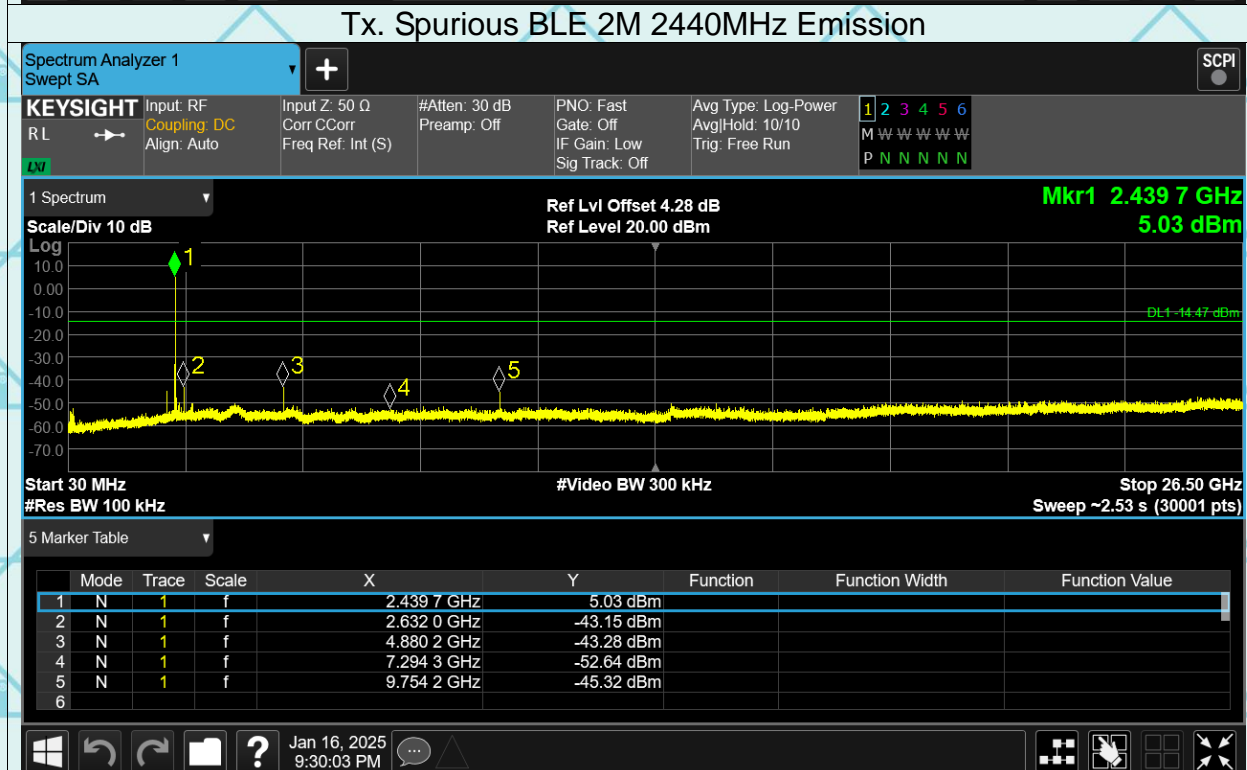 Tx. Spurious BLE 2M 2440MHz Emission
Spectrum Analyzer 1
Swept SA
SCPI
KEYSIGHT
R L
LXI
Input: RF
Coupling: DC
Align: Auto
Input Z: 50 Ω
Corr CCorr
Freq Ref: Int (S)
#Atten: 30 dB
Preamp: Off
PNO: Fast
Gate: Off
IF Gain: Low
Sig Track: Off
Avg Type: Log-Power
Avg|Hold: 10/10
Trig: Free Run
1 2 3 4 5 6
M W W W W W
P N N N N N
1 Spectrum
Scale/Div 10 dB
Ref Lvl Offset 4.28 dB
Ref Level 20.00 dBm
Mkr1 2.439 7 GHz
5.03 dBm
Log
10.0
0.00
-10.0
-20.0
-30.0
-40.0
-50.0
-60.0
-70.0
1
2
3
4
5
DL1 -14.47 dBm
Start 30 MHz
#Video BW 300 kHz
Stop 26.50 GHz
#Res BW 100 kHz
Sweep ~2.53 s (30001 pts)
5 Marker Table
Mode Trace Scale X Y Function Function Width Function Value
1 N 1 f 2.439 7 GHz 5.03 dBm
2 N 1 f 2.632 0 GHz -43.15 dBm
3 N 1 f 4.880 2 GHz -43.28 dBm
4 N 1 f 7.294 3 GHz -52.64 dBm
5 N 1 f 9.754 2 GHz -45.32 dBm
6
?
Jan 16, 2025
9:30:03 PM